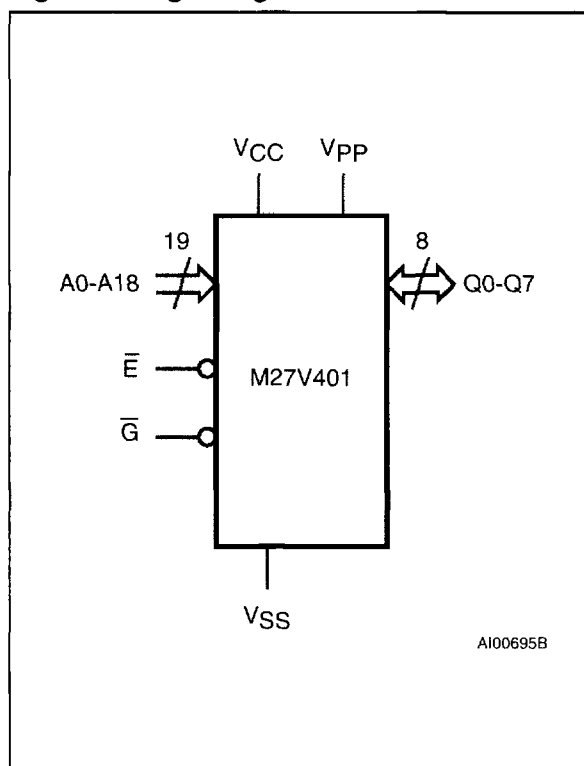 VCC VPP
19 8
A0-A18 Q0-Q7
E̅ M27V401
G̅
VSS
AI00695B